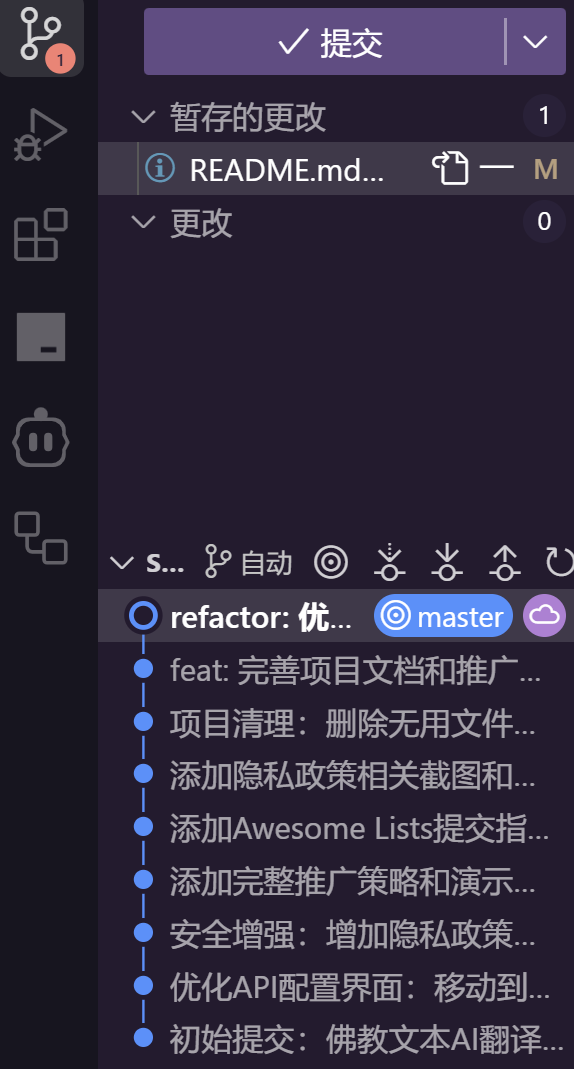 提交
1
暂存的更改 1
README.md... M
更改 0
S... 自动
refactor: 优... master
feat: 完善项目文档和推广...
项目清理：删除无用文件...
添加隐私政策相关截图和...
添加Awesome Lists提交指...
添加完整推广策略和演示...
安全增强：增加隐私政策...
优化API配置界面：移动到...
初始提交：佛教文本AI翻译...